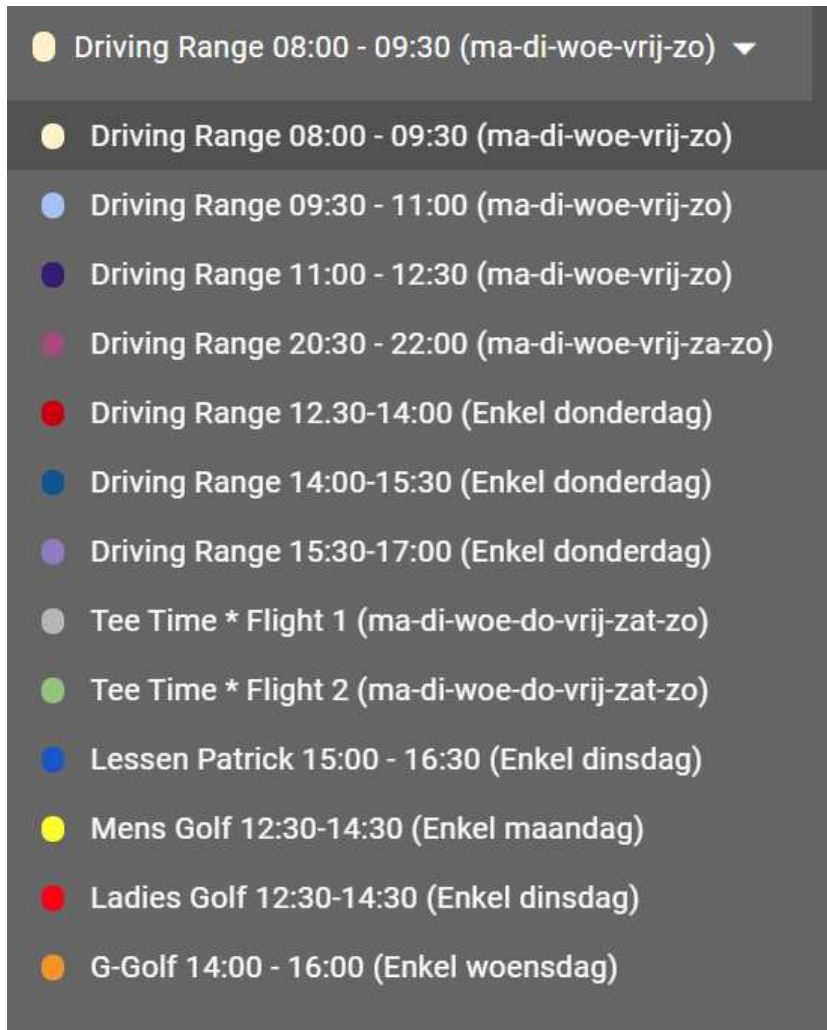 Driving Range 08:00 - 09:30 (ma-di-woe-vrij-zo)
Driving Range 08:00 - 09:30 (ma-di-woe-vrij-zo)
Driving Range 09:30 - 11:00 (ma-di-woe-vrij-zo)
Driving Range 11:00 - 12:30 (ma-di-woe-vrij-zo)
Driving Range 20:30 - 22:00 (ma-di-woe-vrij-za-zo)
Driving Range 12.30-14:00 (Enkel donderdag)
Driving Range 14:00-15:30 (Enkel donderdag)
Driving Range 15:30-17:00 (Enkel donderdag)
Tee Time * Flight 1 (ma-di-woe-do-vrij-zat-zo)
Tee Time * Flight 2 (ma-di-woe-do-vrij-zat-zo)
Lessen Patrick 15:00 - 16:30 (Enkel dinsdag)
Mens Golf 12:30-14:30 (Enkel maandag)
Ladies Golf 12:30-14:30 (Enkel dinsdag)
G-Golf 14:00 - 16:00 (Enkel woensdag)